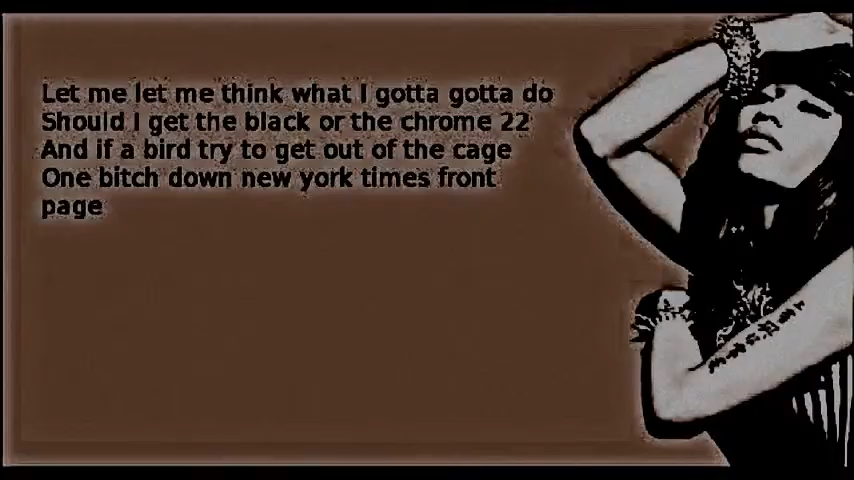 Let me let me think what I gotta gotta do
Should I get the black or the chrome 22
And if a bird try to get out of the cage
One bitch down new york times front
page